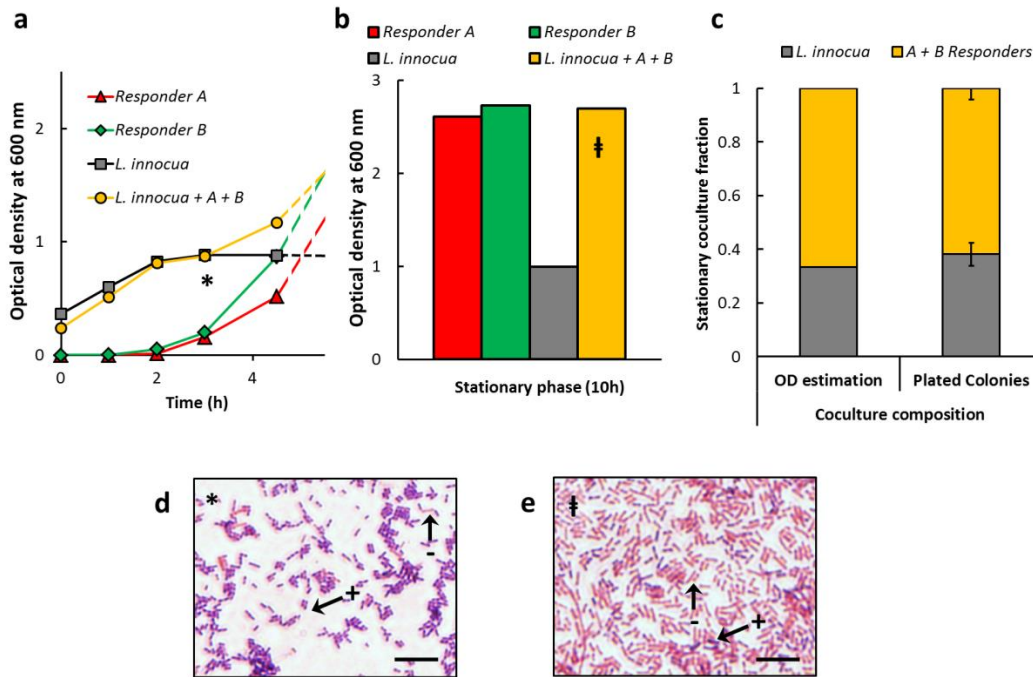 a
Responder A
Responder B
L. innocua
L. innocua + A + B
Optical density at 600 nm
2
1
0
*
0 2 4
Time (h)
b
Responder A Responder B
L. innocua L. innocua + A + B
Optical density at 600 nm
3
2
1
0
ǂ
Stationary phase (10h)
c
L. innocua A + B Responders
Stationary coculture fraction
1
0.8
0.6
0.4
0.2
0
OD estimation Plated Colonies
Coculture composition
d
*
-
+
e
ǂ
-
+